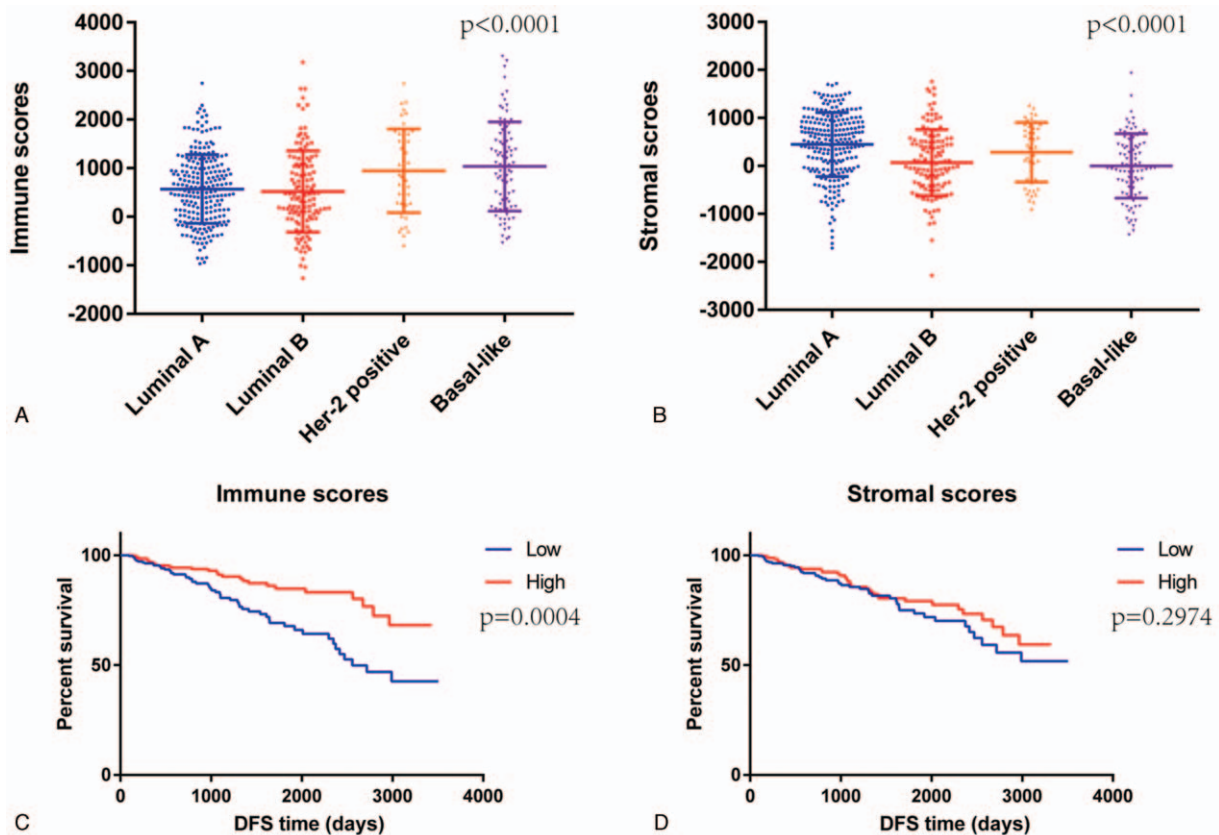 4000
3000
2000
1000
0
-1000
-2000
Immune scores
p<0.0001
Luminal A
Luminal B
Her-2 positive
Basal-like
A
3000
2000
1000
0
-1000
-2000
-3000
Stromal scroes
p<0.0001
Luminal A
Luminal B
Her-2 positive
Basal-like
B
Immune scores
100
50
0
Percent survival
Low
High
p=0.0004
0 1000 2000 3000 4000
DFS time (days)
C
Stromal scores
100
50
0
Percent survival
Low
High
p=0.2974
0 1000 2000 3000 4000
DFS time (days)
D